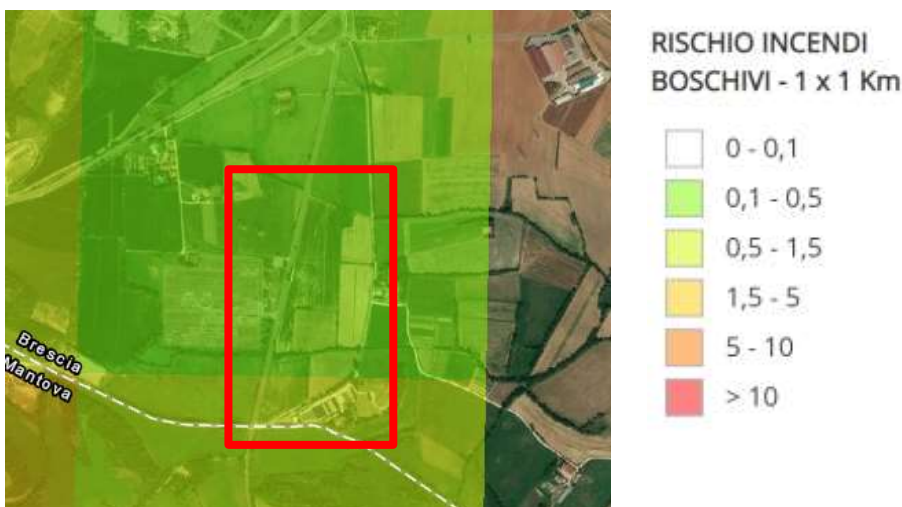 RISCHIO INCENDI
BOSCHIVI - 1 x 1 Km
0 - 0,1
0,1 - 0,5
0,5 - 1,5
1,5 - 5
5 - 10
> 10
Brescia
Mantova